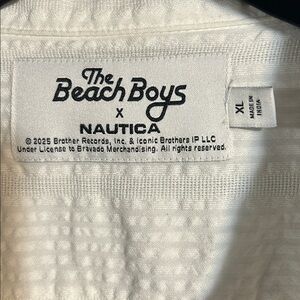 The
Beach Boys
X
NAUTICA
© 2025 Brother Records, Inc. & Iconic Brothers IP LLC
Under License to Bravado Merchandising. All rights reserved.
XL
MADE IN
INDIA